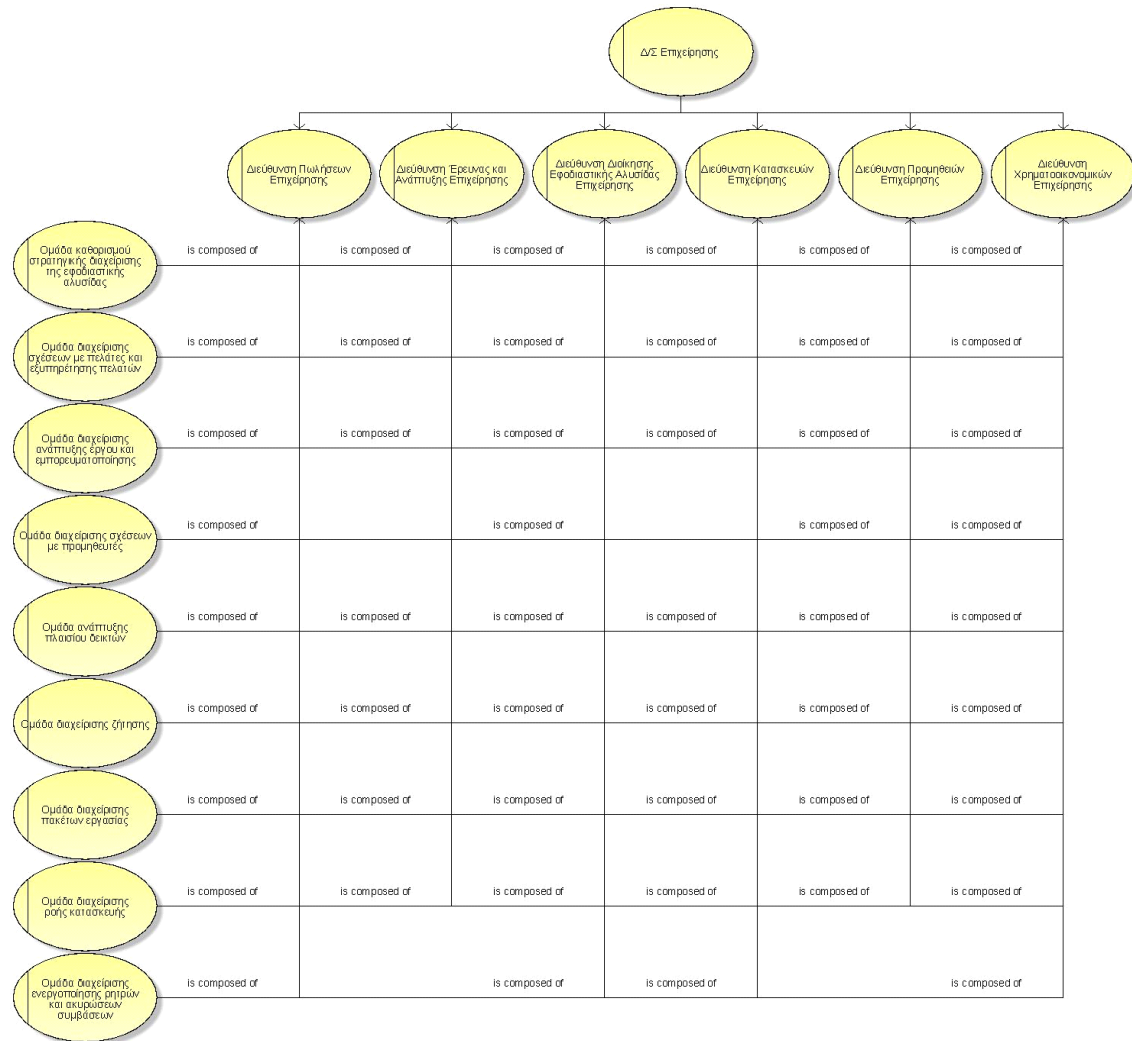 Δ/Σ Επιχείρησης
Διεύθυνση Πωλήσεων
Επιχείρησης
Διεύθυνση Έρευνας και
Ανάπτυξης Επιχείρησης
Διεύθυνση Διοίκησης
Εφοδιαστικής Αλυσίδας
Επιχείρησης
Διεύθυνση Κατασκευών
Επιχείρησης
Διεύθυνση Προμηθειών
Επιχείρησης
Διεύθυνση
Χρηματοοικονομικών
Επιχείρησης
Ομάδα καθορισμού
στρατηγικής διαχείρισης
της εφοδιαστικής
αλυσίδας
is composed of is composed of is composed of is composed of is composed of is composed of
Ομάδα διαχείρισης
σχέσεων με πελάτες και
εξυπηρέτησης πελατών
is composed of is composed of is composed of is composed of is composed of is composed of
Ομάδα διαχείρισης
ανάπτυξης έργου και
εμπορευματοποίησης
is composed of is composed of is composed of is composed of is composed of is composed of
Ομάδα διαχείρισης σχέσεων
με προμηθευτές
is composed of is composed of is composed of is composed of
Ομάδα ανάπτυξης
πλαισίου δεικτών
is composed of is composed of is composed of is composed of is composed of is composed of
Ομάδα διαχείρισης ζήτησης
is composed of is composed of is composed of is composed of is composed of is composed of
Ομάδα διαχείρισης
πακέτων εργασίας
is composed of is composed of is composed of is composed of is composed of is composed of
Ομάδα διαχείρισης
ροής κατασκευής
is composed of is composed of is composed of is composed of is composed of is composed of
Ομάδα διαχείρισης
ενεργοποίησης ρητρών
και ακυρώσεων
συμβάσεων
is composed of is composed of is composed of is composed of